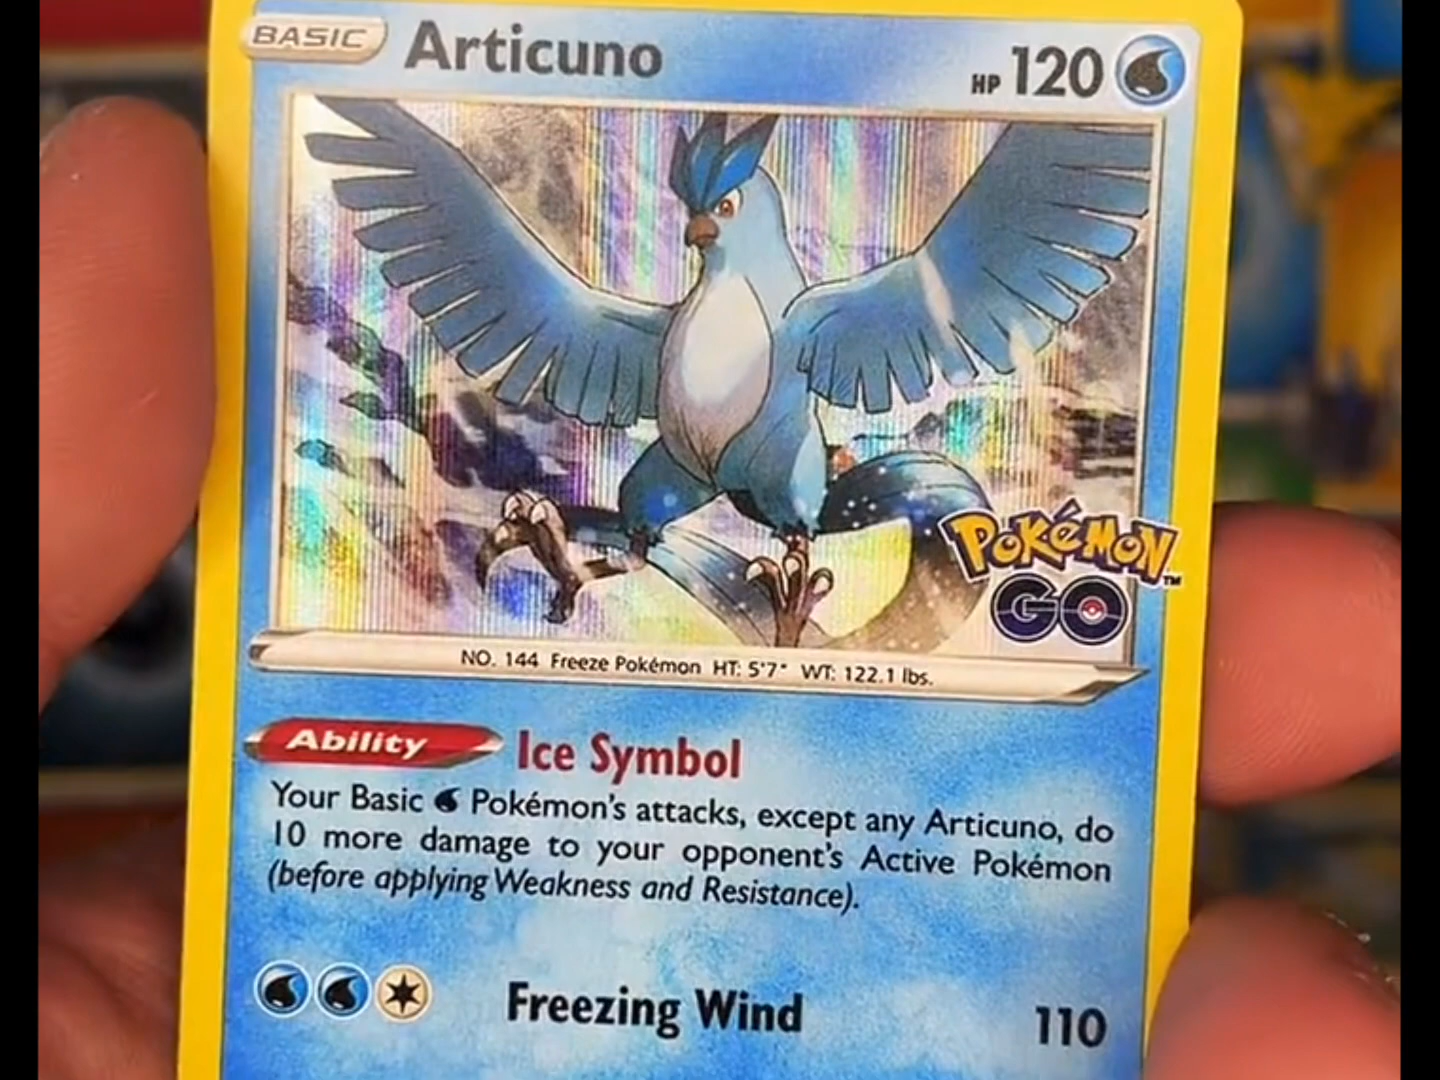 BASIC Articuno HP 120
POKéMON™
GO
NO. 144 Freeze Pokémon HT: 5'7" WT: 122.1 lbs.
Ability Ice Symbol
Your Basic Pokémon's attacks, except any Articuno, do
10 more damage to your opponent's Active Pokémon
(before applying Weakness and Resistance).
Freezing Wind 110